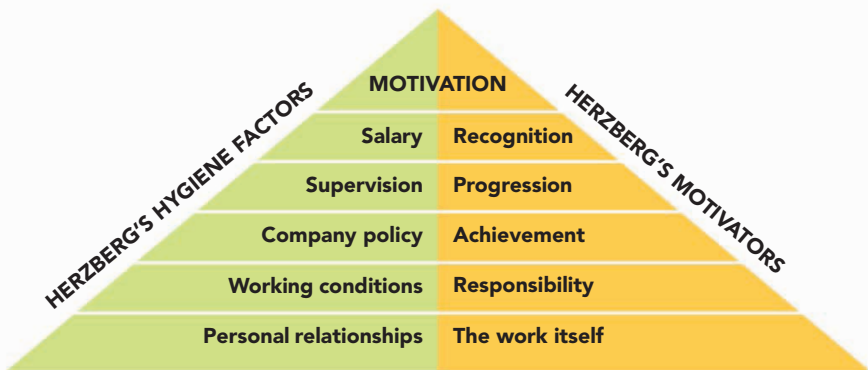 MOTIVATION
HERZBERG'S HYGIENE FACTORS
HERZBERG'S MOTIVATORS
Salary Recognition
Supervision Progression
Company policy Achievement
Working conditions Responsibility
Personal relationships The work itself